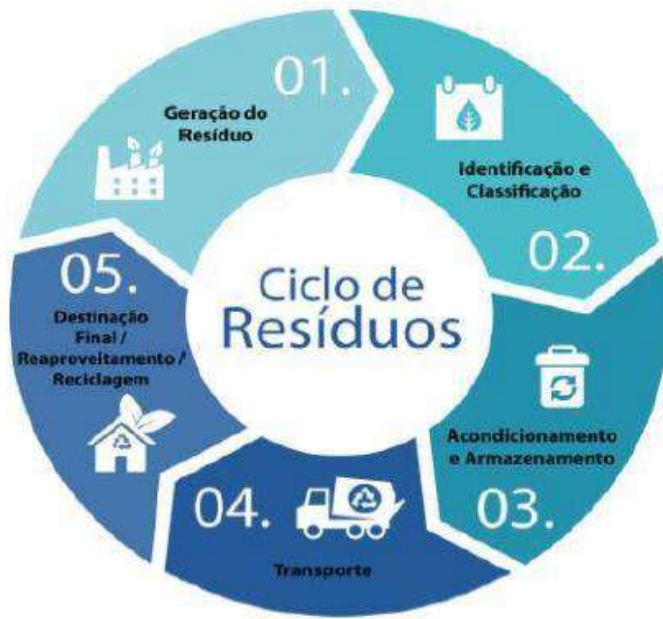 Ciclo de
Resíduos
01.
Geração do
Resíduo
Identificação e
Classificação
02.
Acondicionamento
e Armazenamento
03.
04.
Transporte
05.
Destinação
Final /
Reaproveitamento /
Reciclagem